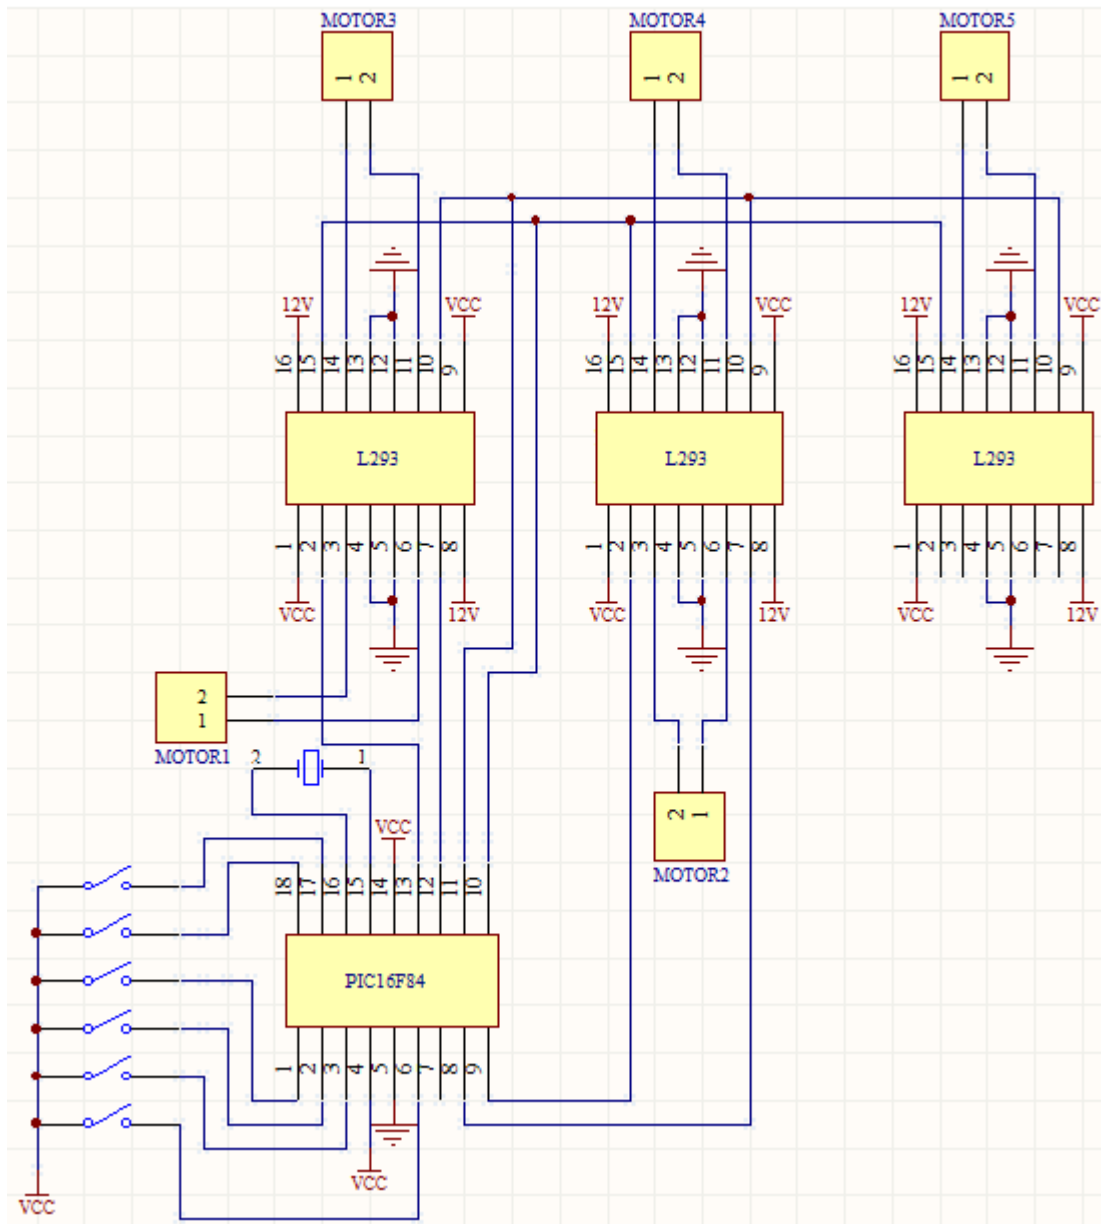 MOTOR3 MOTOR4 MOTOR5
1 2 1 2 1 2
12V VCC 12V VCC 12V VCC
16 15 14 13 12 11 10 9 16 15 14 13 12 11 10 9 16 15 14 13 12 11 10 9
L293 L293 L293
1 2 3 4 5 6 7 8 1 2 3 4 5 6 7 8 1 2 3 4 5 6 7 8
VCC 12V VCC 12V VCC 12V
2
1
MOTOR1
2 1
VCC
2 1
MOTOR2
18 17 16 15 14 13 12 11 10
PIC16F84
1 2 3 4 5 6 7 8 9
VCC
VCC